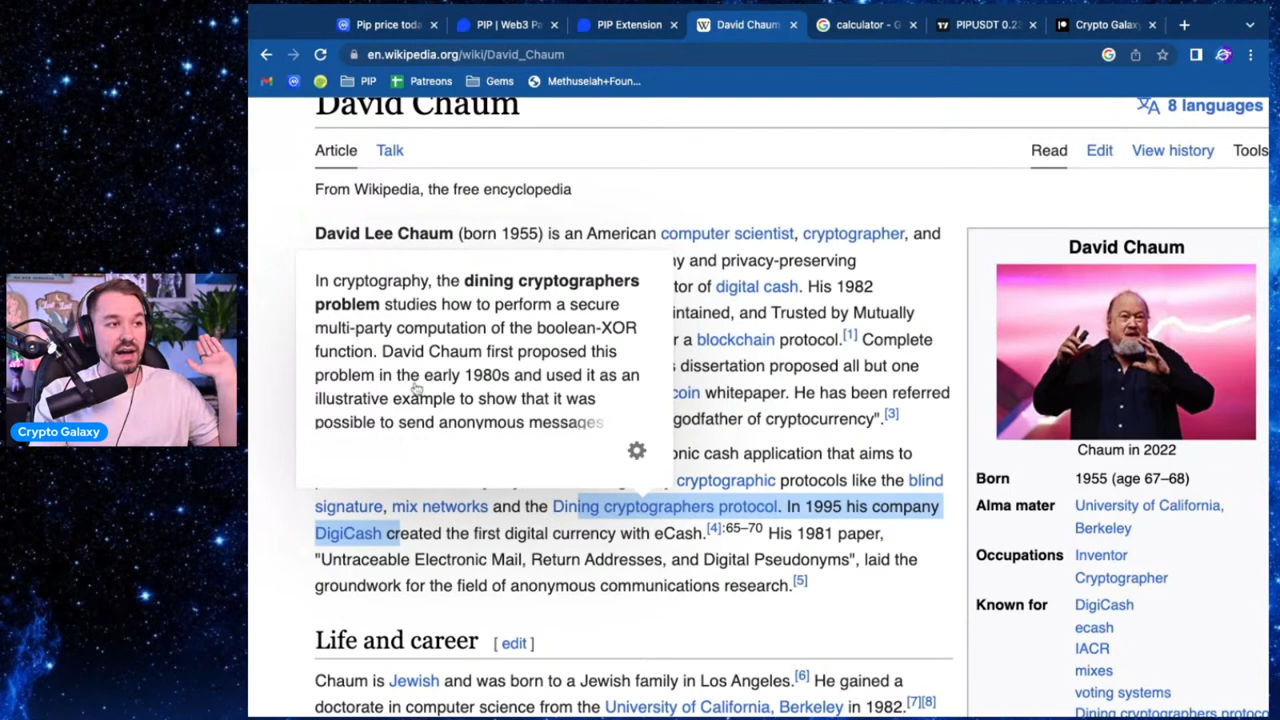 Pip price toda
PIP | Web3 Pa
PIP Extension
David Chaum
calculator - G
PIPUSDT 0.2
Crypto Galax
en.wikipedia.org/wiki/David_Chaum
PIP
Patreons
Gems
Methuselah+Foun...
David Chaum
8 languages
Article
Talk
Read
Edit
View history
Tools
From Wikipedia, the free encyclopedia
David Lee Chaum (born 1955) is an American computer scientist, cryptographer, and
y and privacy-preserving
tor of digital cash. His 1982
intained, and Trusted by Mutually
r a blockchain protocol.[1] Complete
s dissertation proposed all but one
coin whitepaper. He has been referred
godfather of cryptocurrency".[3]
In cryptography, the dining cryptographers
problem studies how to perform a secure
multi-party computation of the boolean-XOR
function. David Chaum first proposed this
problem in the early 1980s and used it as an
illustrative example to show that it was
possible to send anonymous messages
onic cash application that aims to
cryptographic protocols like the blind
signature, mix networks and the Dining cryptographers protocol. In 1995 his company
DigiCash created the first digital currency with eCash.[4]:65–70 His 1981 paper,
"Untraceable Electronic Mail, Return Addresses, and Digital Pseudonyms", laid the
groundwork for the field of anonymous communications research.[5]
Life and career [ edit ]
Chaum is Jewish and was born to a Jewish family in Los Angeles.[6] He gained a
doctorate in computer science from the University of California, Berkeley in 1982.[7][8]
David Chaum
Chaum in 2022
Born 1955 (age 67–68)
Alma mater University of California,
Berkeley
Occupations Inventor
Cryptographer
Known for DigiCash
ecash
IACR
mixes
voting systems
Dining cryptographers protoco
Crypto Galaxy